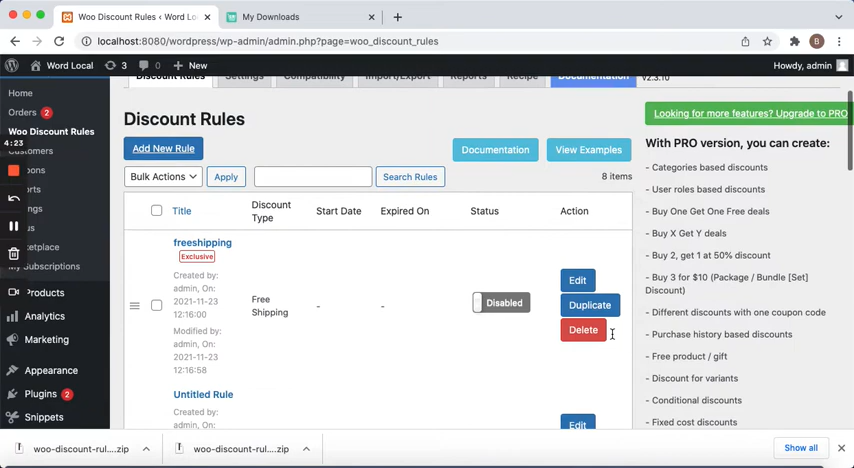 Woo Discount Rules ‹ Word Lo
My Downloads
localhost:8080/wordpress/wp-admin/admin.php?page=woo_discount_rules
B
Word Local
3
0
New
Howdy, admin
Home
Orders 2
Woo Discount Rules
4:23
ustomers
pons
orts
ngs
us
ketplace
My Subscriptions
Products
Analytics
Marketing
Appearance
Plugins 2
Snippets
Discount Rules
Settings
Compatibility
Import/Export
Reports
Recipe
Documentation
v2.3.10
Discount Rules
Add New Rule
Documentation
View Examples
Bulk Actions
Apply
Search Rules
8 items
Title
Discount
Type
Start Date
Expired On
Status
Action
freeshipping
Exclusive
Created by:
admin, On:
2021-11-23
12:16:00
Modified by:
admin, On:
2021-11-23
12:16:58
Free
Shipping
-
-
Disabled
Edit
Duplicate
Delete
Untitled Rule
Created by:
admin, On:
Edit
Looking for more features? Upgrade to PRO
With PRO version, you can create:
- Categories based discounts
- User roles based discounts
- Buy One Get One Free deals
- Buy X Get Y deals
- Buy 2, get 1 at 50% discount
- Buy 3 for $10 (Package / Bundle [Set]
Discount)
- Different discounts with one coupon code
- Purchase history based discounts
- Free product / gift
- Discount for variants
- Conditional discounts
- Fixed cost discounts
woo-discount-rul....zip
woo-discount-rul....zip
Show all